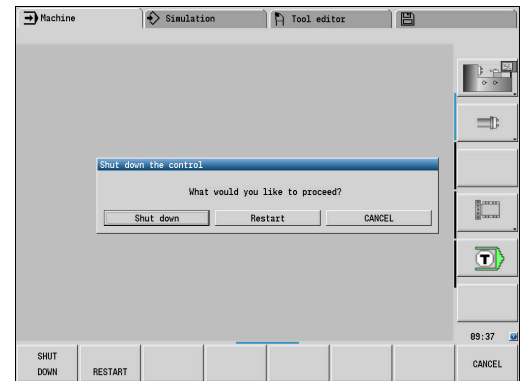 Machine
Simulation
Tool editor
Shut down the control
What would you like to proceed?
Shut down
Restart
CANCEL
T
09:37
SHUT
DOWN
RESTART
CANCEL